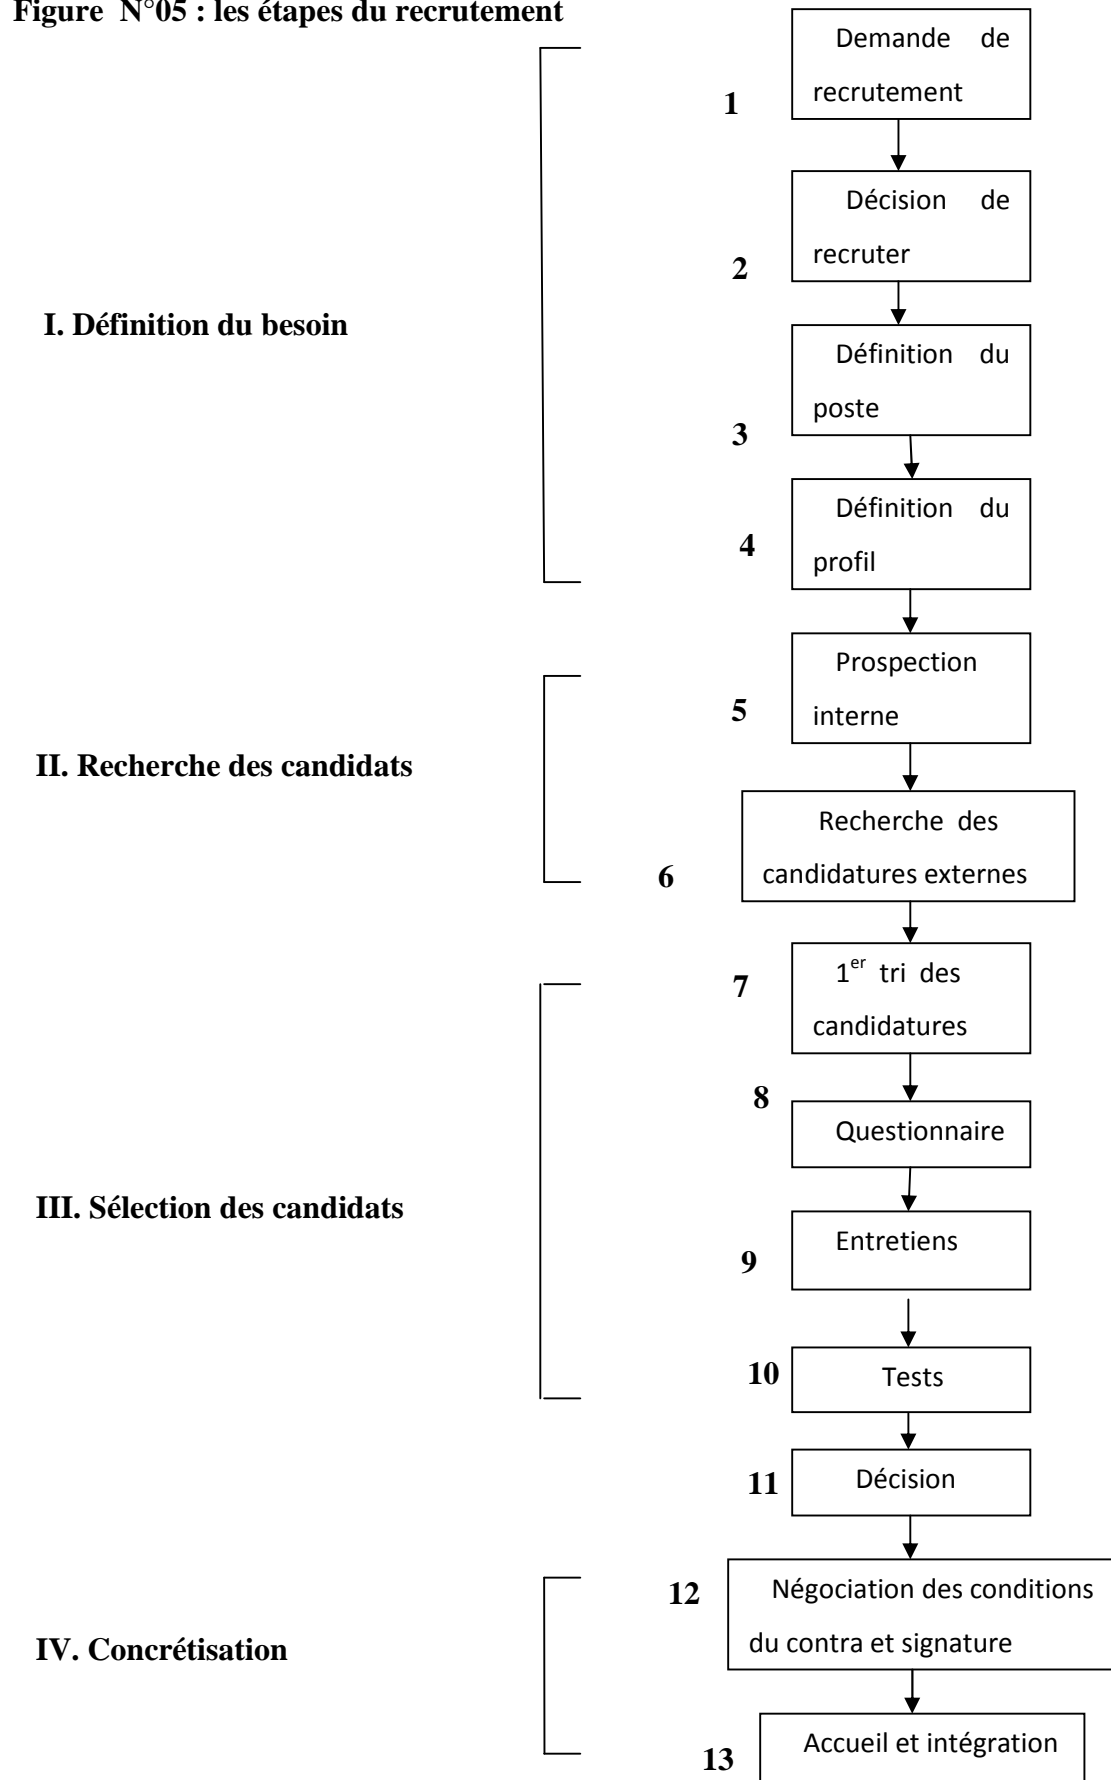 Figure N°05 : les étapes du recrutement
Demande de
recrutement
1
Décision de
recruter
2
I. Définition du besoin
Définition du
poste
3
Définition du
profil
4
Prospection
interne
5
II. Recherche des candidats
Recherche des
candidatures externes
6
1er tri des
candidatures
7
8
Questionnaire
III. Sélection des candidats
Entretiens
9
10
Tests
11
Décision
12
Négociation des conditions
du contra et signature
IV. Concrétisation
Accueil et intégration
13